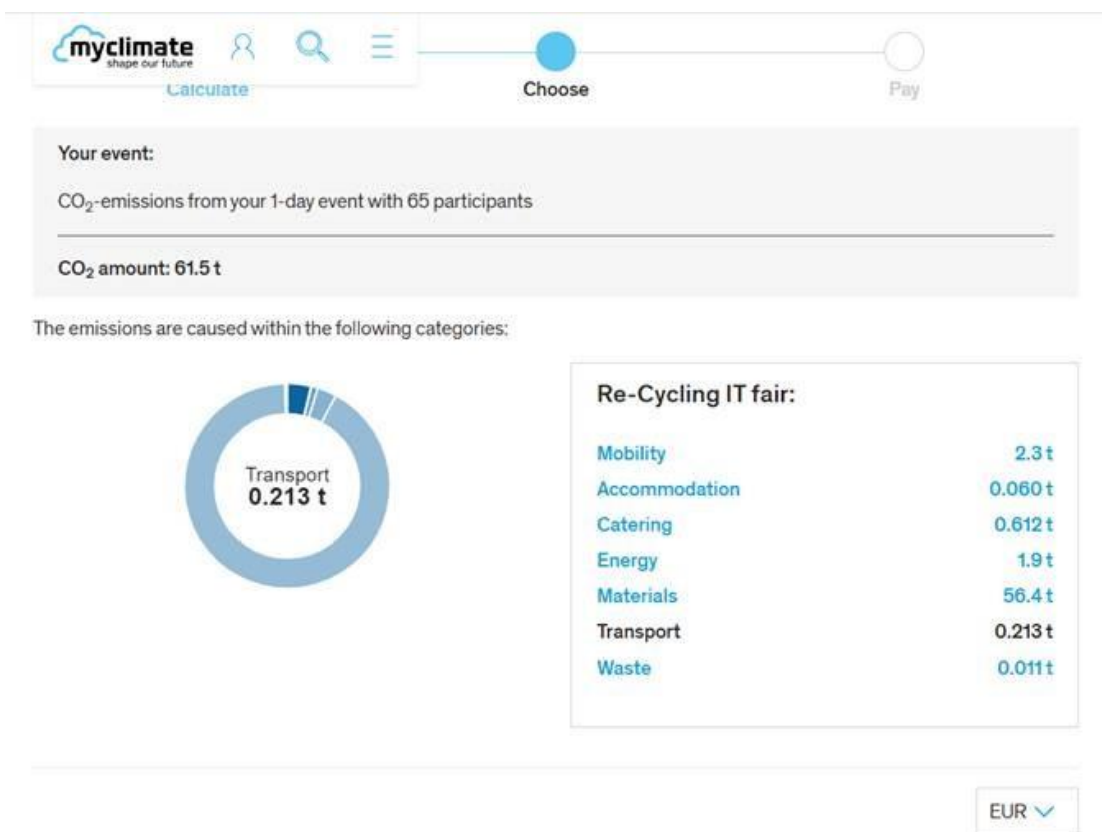 myclimate
shape our future
Calculate
Choose
Pay
Your event:
CO₂-emissions from your 1-day event with 65 participants
CO₂ amount: 61.5 t
The emissions are caused within the following categories:
Transport
0.213 t
Re-Cycling IT fair:
Mobility 2.3 t
Accommodation 0.060 t
Catering 0.612 t
Energy 1.9 t
Materials 56.4 t
Transport 0.213 t
Waste 0.011 t
EUR